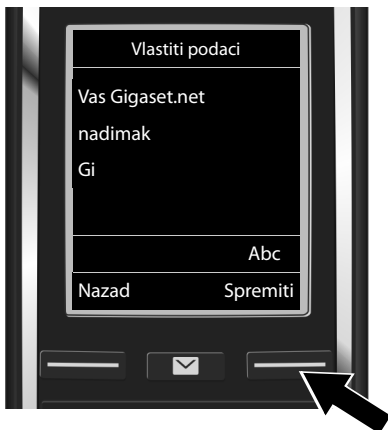 Vlastiti podaci
Vas Gigaset.net
nadimak
Gi
Abc
Nazad Spremiti